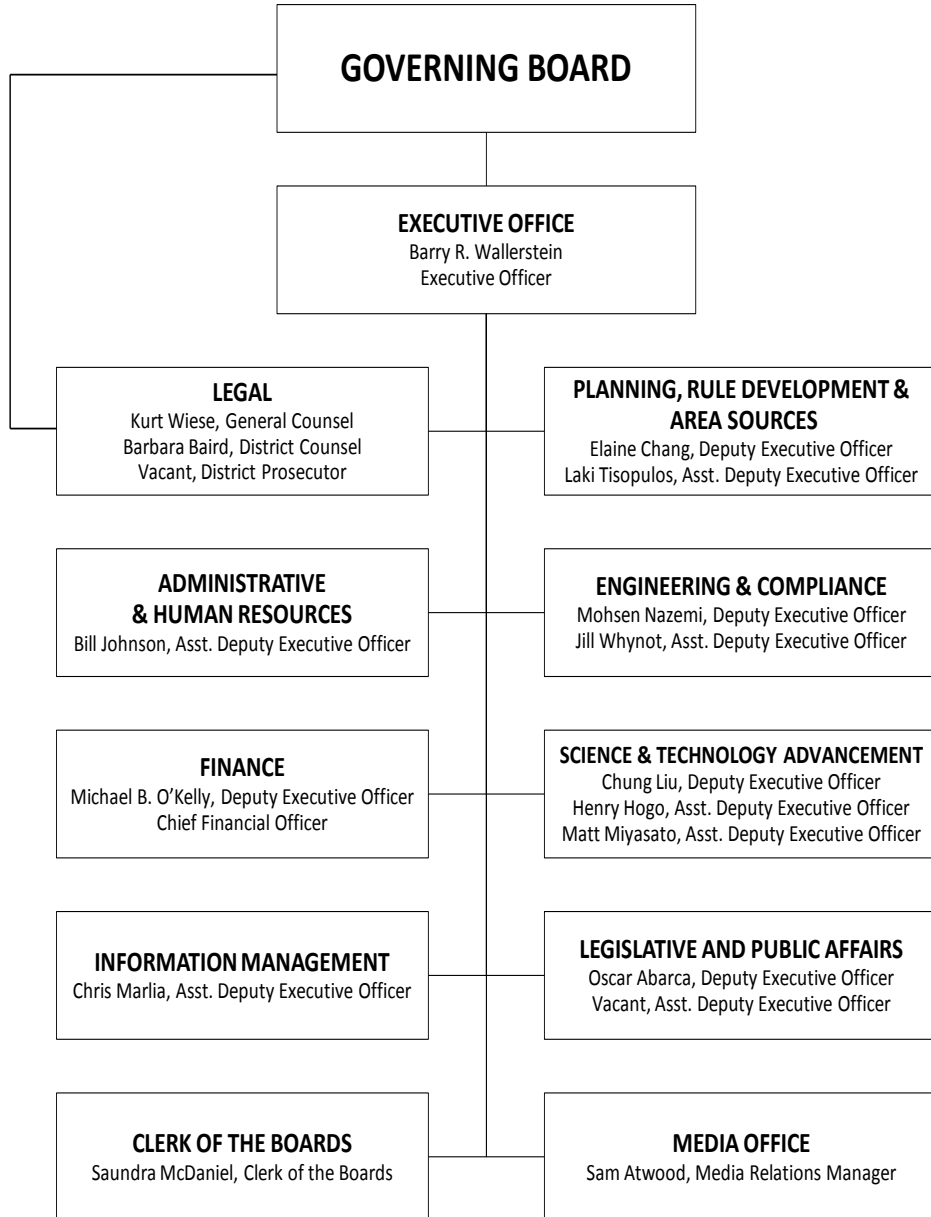 GOVERNING BOARD
EXECUTIVE OFFICE
Barry R. Wallerstein
Executive Officer
LEGAL
Kurt Wiese, General Counsel
Barbara Baird, District Counsel
Vacant, District Prosecutor
PLANNING, RULE DEVELOPMENT &
AREA SOURCES
Elaine Chang, Deputy Executive Officer
Laki Tisopulos, Asst. Deputy Executive Officer
ADMINISTRATIVE
& HUMAN RESOURCES
Bill Johnson, Asst. Deputy Executive Officer
ENGINEERING & COMPLIANCE
Mohsen Nazemi, Deputy Executive Officer
Jill Whynot, Asst. Deputy Executive Officer
FINANCE
Michael B. O’Kelly, Deputy Executive Officer
Chief Financial Officer
SCIENCE & TECHNOLOGY ADVANCEMENT
Chung Liu, Deputy Executive Officer
Henry Hogo, Asst. Deputy Executive Officer
Matt Miyasato, Asst. Deputy Executive Officer
INFORMATION MANAGEMENT
Chris Marlia, Asst. Deputy Executive Officer
LEGISLATIVE AND PUBLIC AFFAIRS
Oscar Abarca, Deputy Executive Officer
Vacant, Asst. Deputy Executive Officer
CLERK OF THE BOARDS
Saundra McDaniel, Clerk of the Boards
MEDIA OFFICE
Sam Atwood, Media Relations Manager